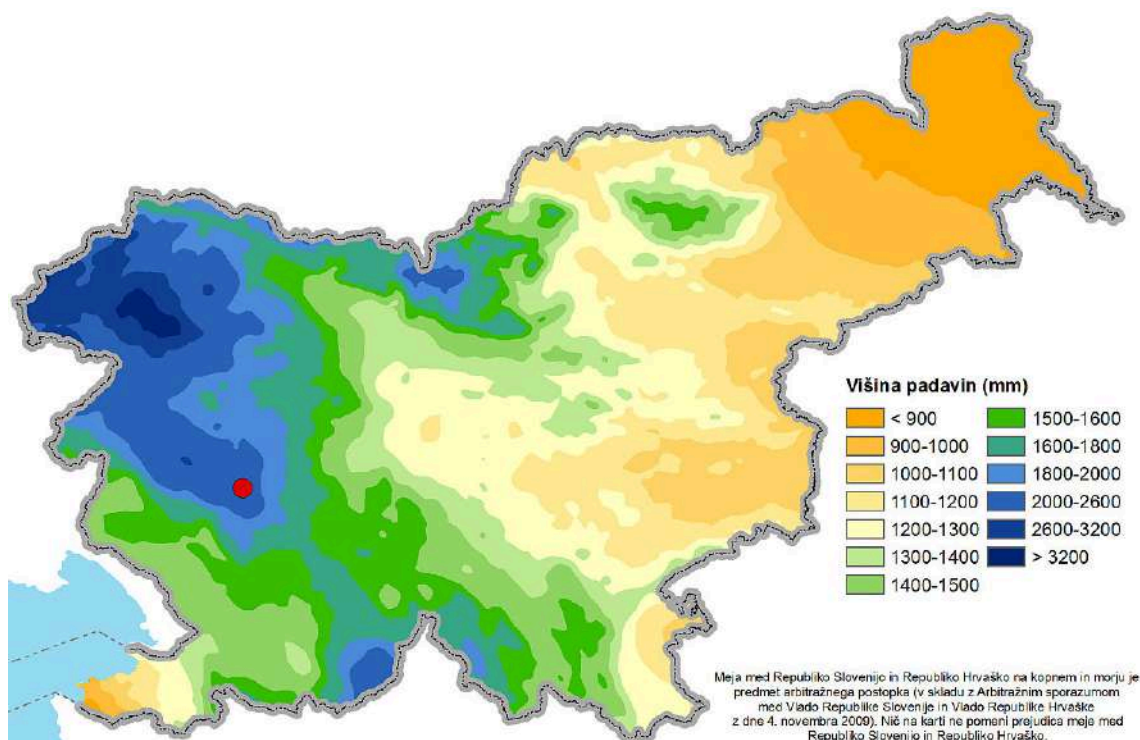 Višina padavin (mm)
< 900
900-1000
1000-1100
1100-1200
1200-1300
1300-1400
1400-1500
1500-1600
1600-1800
1800-2000
2000-2600
2600-3200
> 3200
Meja med Republiko Slovenijo in Republiko Hrvaško na kopnem in morju je
predmet arbitražnega postopka (v skladu z Arbitražnim sporazumom
med Vlado Republike Slovenije in Vlado Republike Hrvaške
z dne 4. novembra 2009). Nič na karti ne pomeni prejudica meje med
Republiko Slovenijo in Republiko Hrvaško.